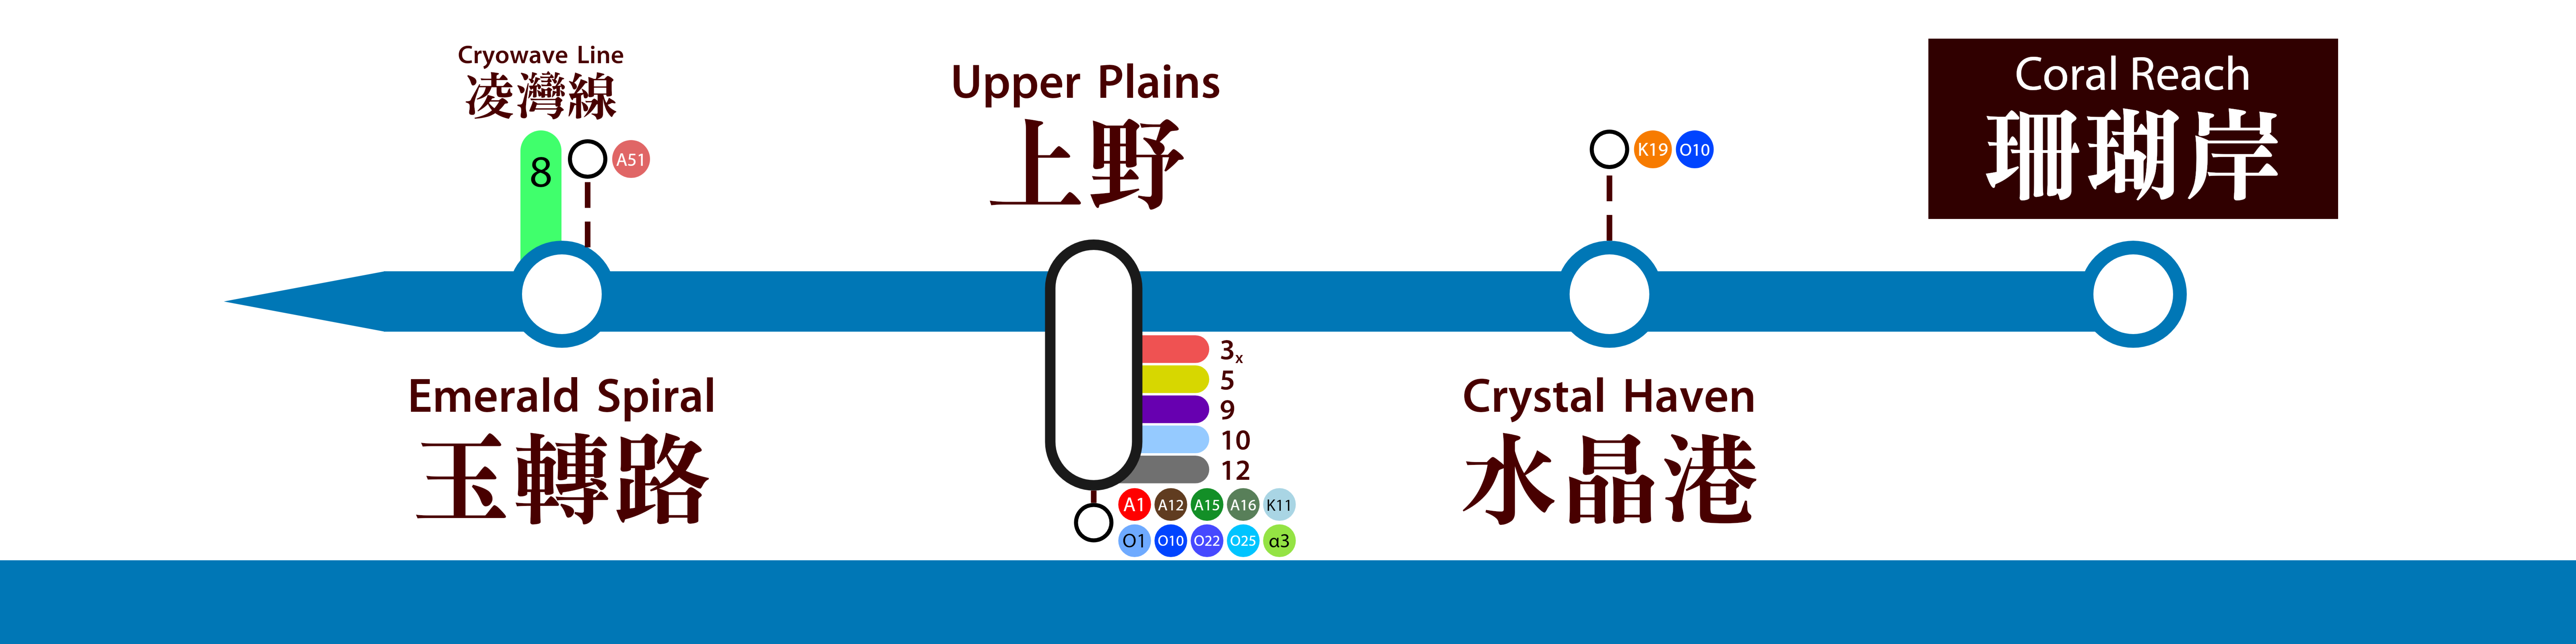 Cryowave Line
凌灣線
8
A51
Emerald Spiral
玉轉路
Upper Plains
上野
3x
5
9
10
12
A1 A12 A15 A16 K11
O1 O10 O22 O25 α3
K19 O10
Crystal Haven
水晶港
Coral Reach
珊瑚岸